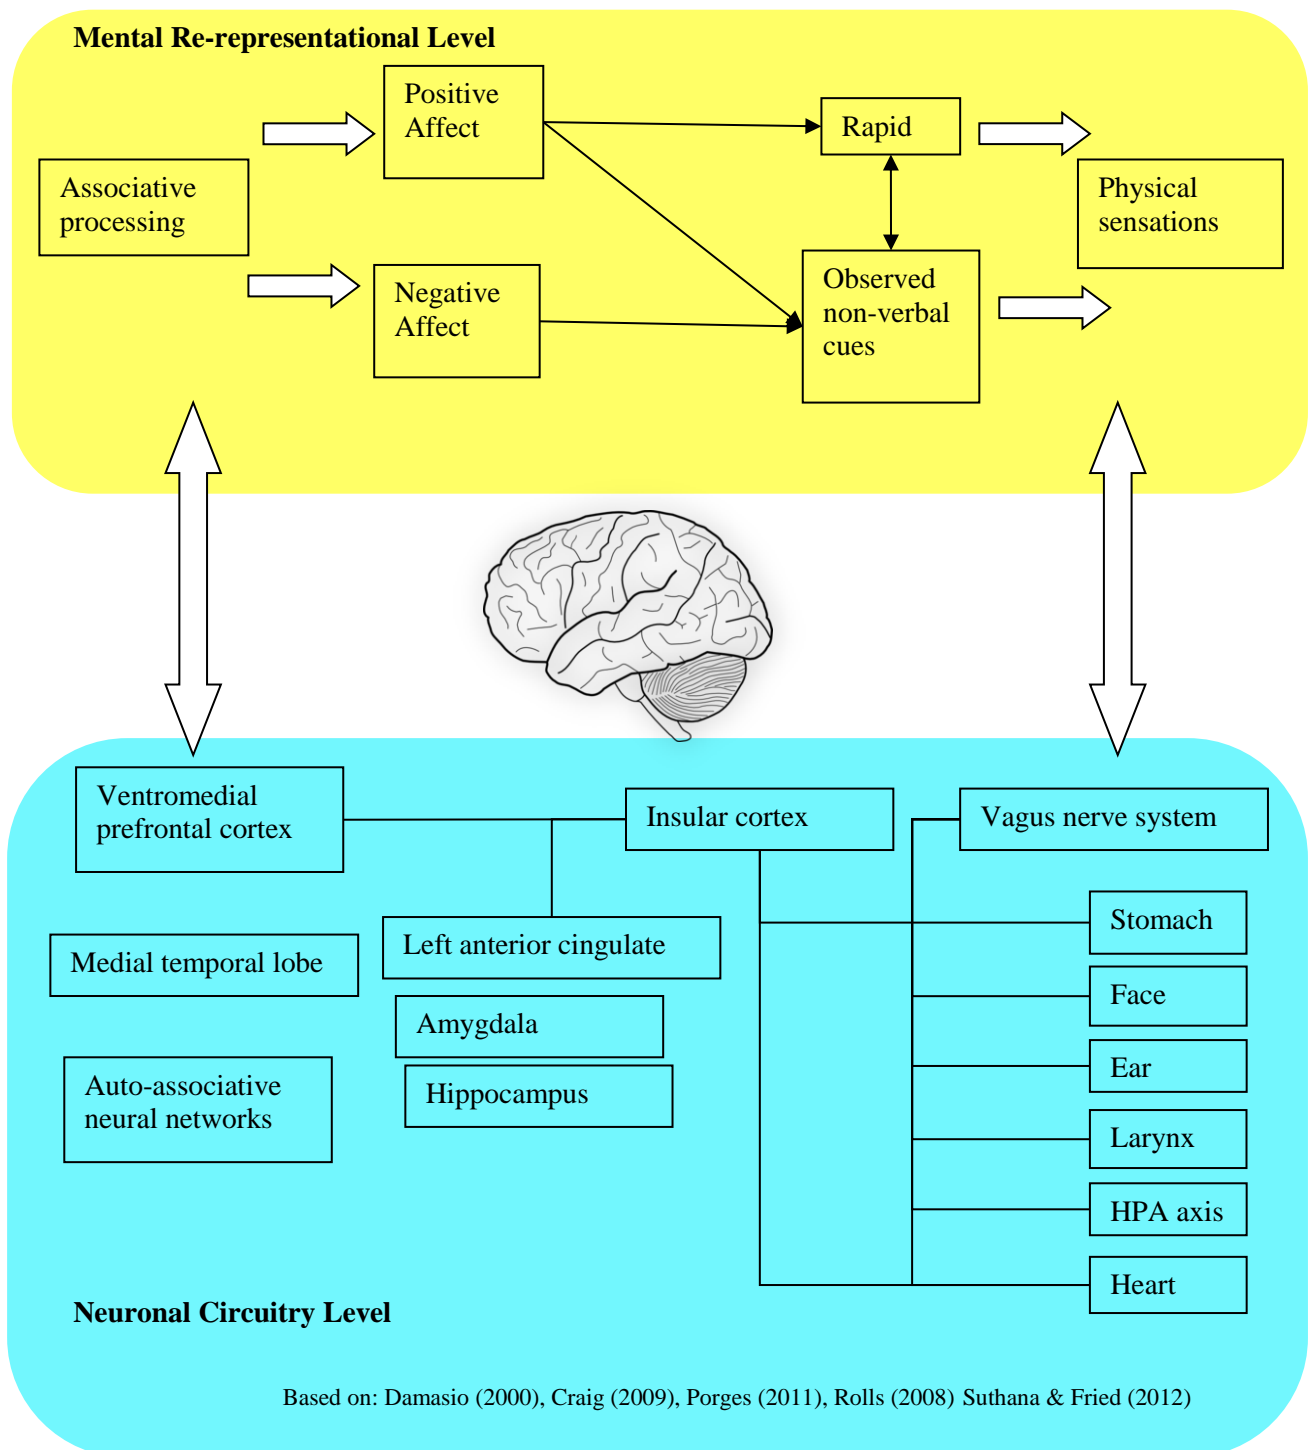 Mental Re-representational Level
Positive
Affect
Rapid
Associative
processing
Physical
sensations
Negative
Affect
Observed
non-verbal
cues
Ventromedial
prefrontal cortex
Insular cortex
Vagus nerve system
Medial temporal lobe
Left anterior cingulate
Amygdala
Hippocampus
Auto-associative
neural networks
Stomach
Face
Ear
Larynx
HPA axis
Heart
Neuronal Circuitry Level
Based on: Damasio (2000), Craig (2009), Porges (2011), Rolls (2008) Suthana & Fried (2012)